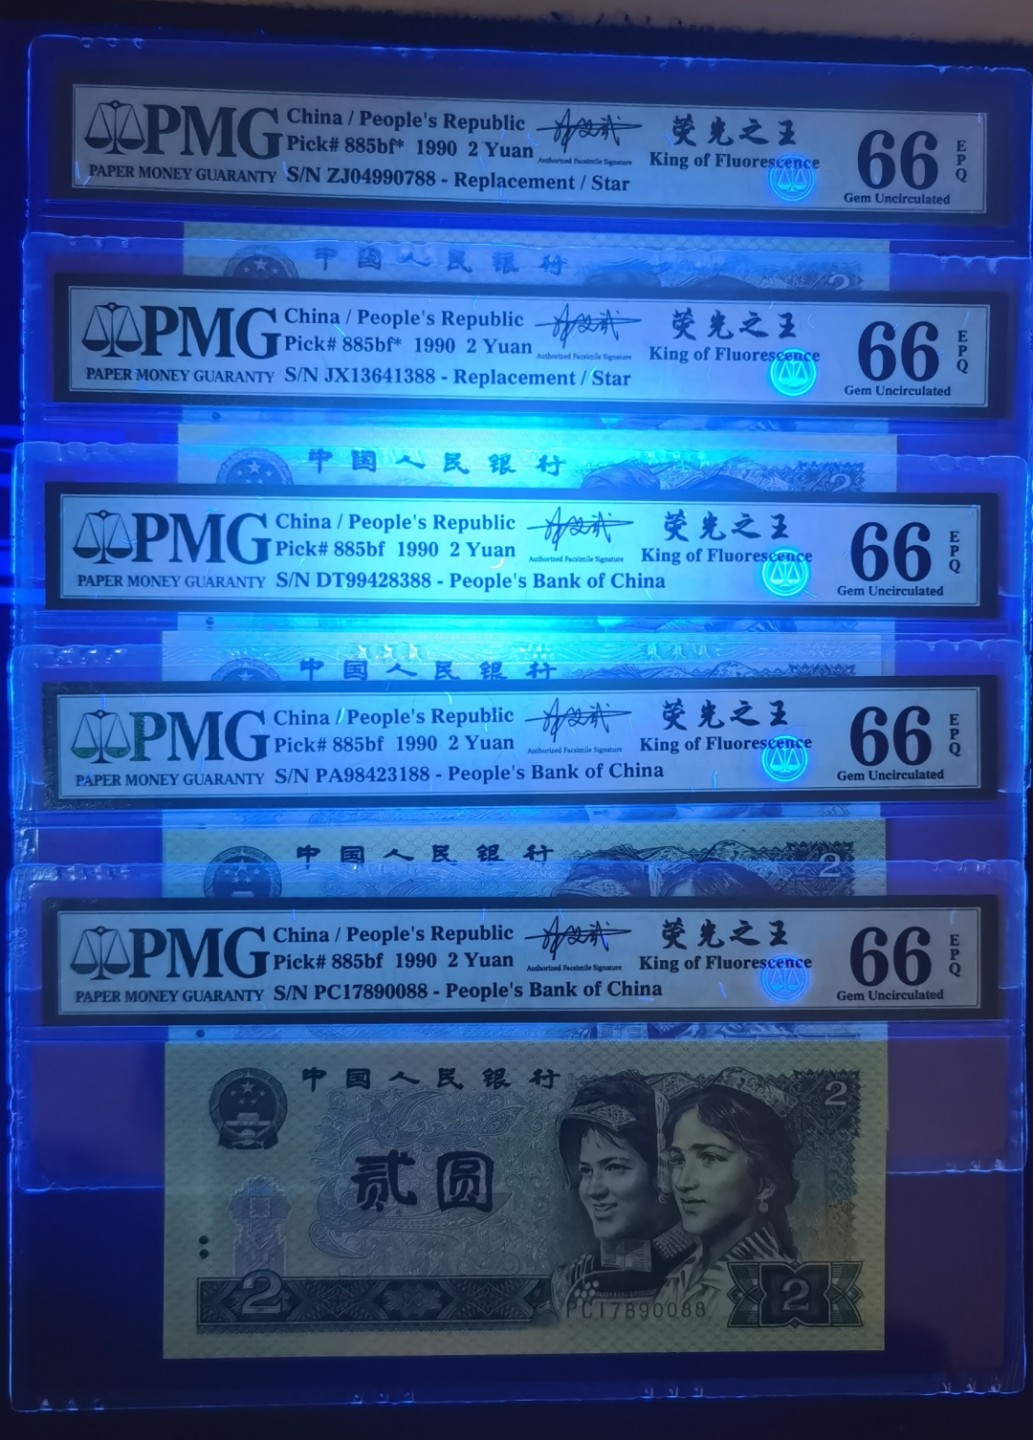 PMG
PAPER MONEY GUARANTY
China / People's Republic
Pick# 885bf* 1990 2 Yuan
S/N ZJ04990788 - Replacement / Star
Authorized Facsimile Signature
荧光之王
King of Fluorescence
66
EPQ
Gem Uncirculated
中国人民银行
2
PMG
PAPER MONEY GUARANTY
China / People's Republic
Pick# 885bf* 1990 2 Yuan
S/N JX13641388 - Replacement / Star
Authorized Facsimile Signature
荧光之王
King of Fluorescence
66
EPQ
Gem Uncirculated
中国人民银行
2
PMG
PAPER MONEY GUARANTY
China / People's Republic
Pick# 885bf 1990 2 Yuan
S/N DT99428388 - People's Bank of China
Authorized Facsimile Signature
荧光之王
King of Fluorescence
66
EPQ
Gem Uncirculated
中国人民银行
PMG
PAPER MONEY GUARANTY
China / People's Republic
Pick# 885bf 1990 2 Yuan
S/N PA98423188 - People's Bank of China
Authorized Facsimile Signature
荧光之王
King of Fluorescence
66
EPQ
Gem Uncirculated
中国人民银行
2
PMG
PAPER MONEY GUARANTY
China / People's Republic
Pick# 885bf 1990 2 Yuan
S/N PC17890088 - People's Bank of China
Authorized Facsimile Signature
荧光之王
King of Fluorescence
66
EPQ
Gem Uncirculated
中国人民银行
2
贰圆
2
PC17890088
2